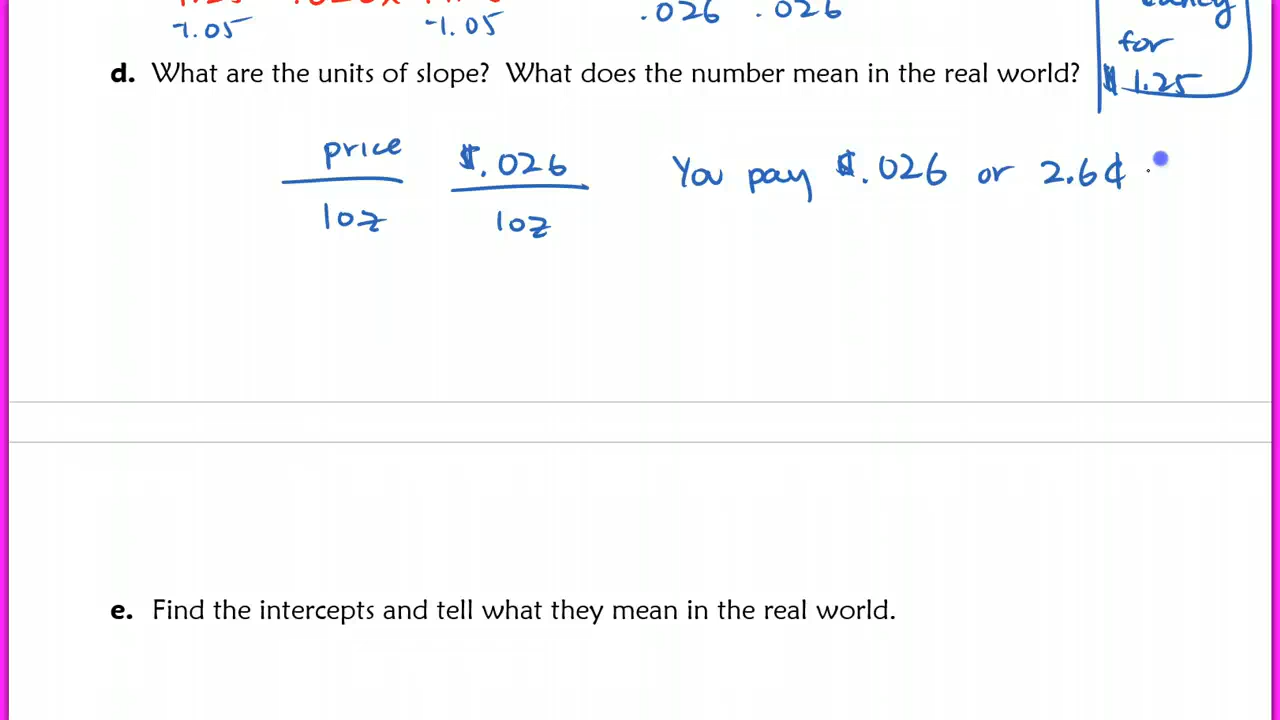 7.05 -1.05 .026 .026
for
$1.25
d. What are the units of slope? What does the number mean in the real world?
price $.026 You pay $.026 or 2.6¢
1oz 1oz
e. Find the intercepts and tell what they mean in the real world.